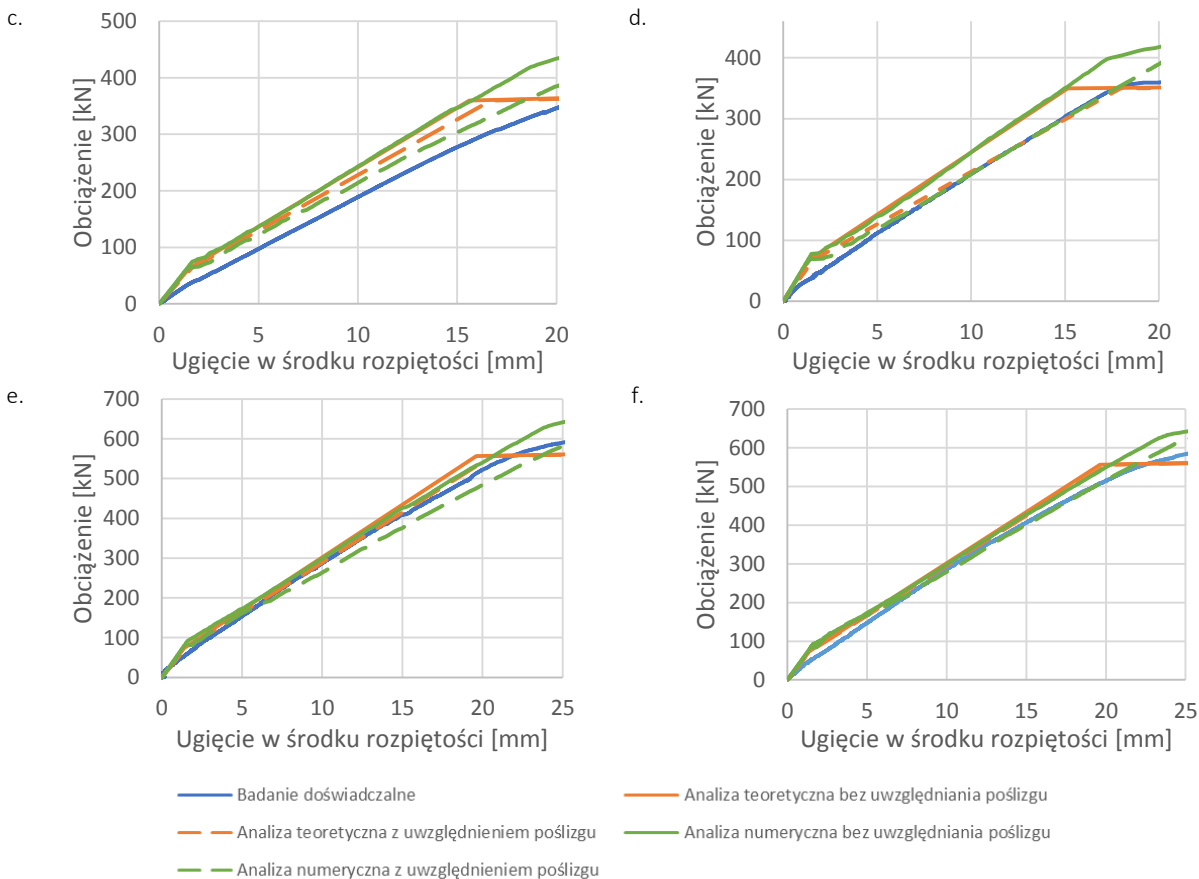 c.
500
400
300
200
100
0
Obciążenie [kN]
0 5 10 15 20
Ugięcie w środku rozpiętości [mm]
d.
400
300
200
100
0
Obciążenie [kN]
0 5 10 15 20
Ugięcie w środku rozpiętości [mm]
e.
700
600
500
400
300
200
100
0
Obciążenie [kN]
0 5 10 15 20 25
Ugięcie w środku rozpiętości [mm]
f.
700
600
500
400
300
200
100
0
Obciążenie [kN]
0 5 10 15 20 25
Ugięcie w środku rozpiętości [mm]
Badanie doświadczalne
Analiza teoretyczna bez uwzględniania poślizgu
Analiza teoretyczna z uwzględnieniem poślizgu
Analiza numeryczna bez uwzględniania poślizgu
Analiza numeryczna z uwzględnieniem poślizgu